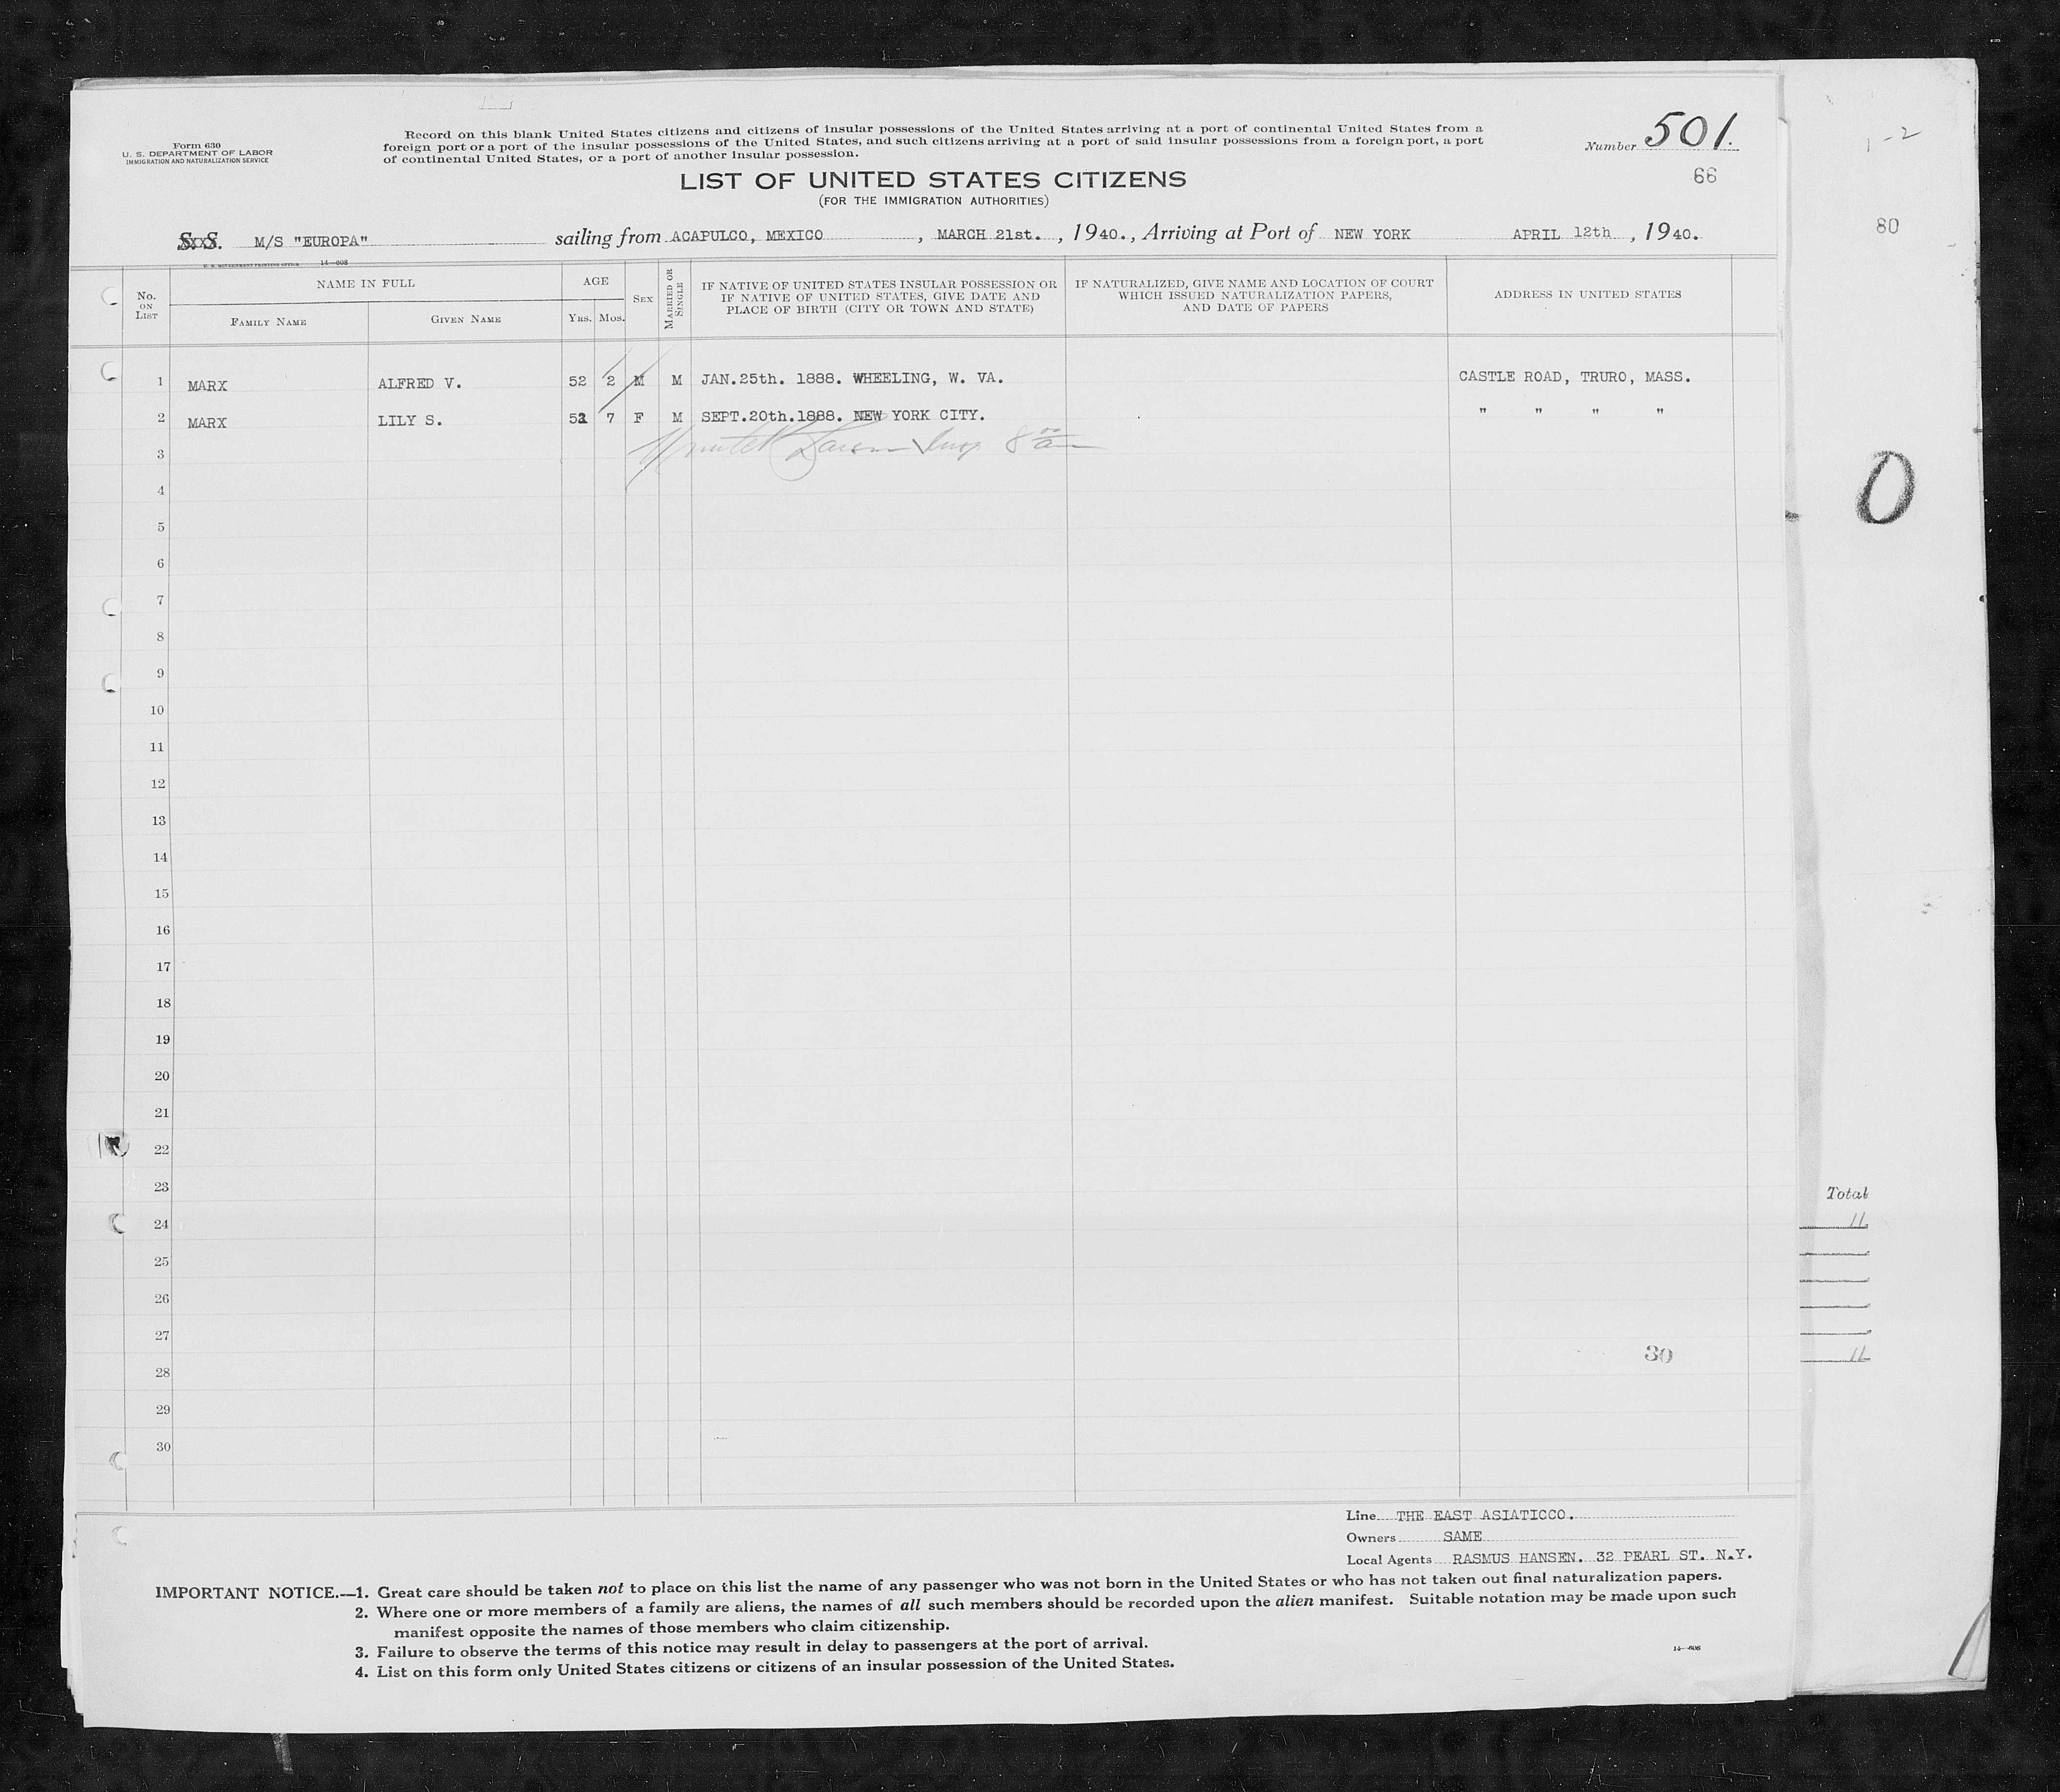 Form 630
U. S. DEPARTMENT OF LABOR
IMMIGRATION AND NATURALIZATION SERVICE
Record on this blank United States citizens and citizens of insular possessions of the United States arriving at a port of continental United States from a
foreign port or a port of the insular possessions of the United States, and such citizens arriving at a port of said insular possessions from a foreign port, a port
of continental United States, or a port of another insular possession.
Number 501.
66
1-2
80
LIST OF UNITED STATES CITIZENS
(FOR THE IMMIGRATION AUTHORITIES)
S. S. M/S "EUROPA" sailing from ACAPULCO, MEXICO, MARCH 21st., 1940., Arriving at Port of NEW YORK APRIL 12th, 1940.
U. S. GOVERNMENT PRINTING OFFICE 14-608
No. ON LIST
NAME IN FULL
FAMILY NAME
GIVEN NAME
AGE
YRS. MOS.
SEX
MARRIED OR SINGLE
IF NATIVE OF UNITED STATES INSULAR POSSESSION OR
IF NATIVE OF UNITED STATES, GIVE DATE AND
PLACE OF BIRTH (CITY OR TOWN AND STATE)
IF NATURALIZED, GIVE NAME AND LOCATION OF COURT
WHICH ISSUED NATURALIZATION PAPERS,
AND DATE OF PAPERS
ADDRESS IN UNITED STATES
1 MARX ALFRED V. 52 2 M M JAN.25th. 1888. WHEELING, W. VA. CASTLE ROAD, TRURO, MASS.
2 MARX LILY S. 7 F M SEPT.20th.1888. NEW YORK CITY. " " " "
3
4
5
6
7
8
9
10
11
12
13
14
15
16
17
18
19
20
21
22
23
24
25
26
27
28
29
30
0
Total
11
11
30
Line THE EAST ASIATICCO.
Owners SAME
Local Agents RASMUS HANSEN. 32 PEARL ST. N.Y.
IMPORTANT NOTICE.—1. Great care should be taken not to place on this list the name of any passenger who was not born in the United States or who has not taken out final naturalization papers.
2. Where one or more members of a family are aliens, the names of all such members should be recorded upon the alien manifest. Suitable notation may be made upon such
manifest opposite the names of those members who claim citizenship.
3. Failure to observe the terms of this notice may result in delay to passengers at the port of arrival.
4. List on this form only United States citizens or citizens of an insular possession of the United States.
14-608